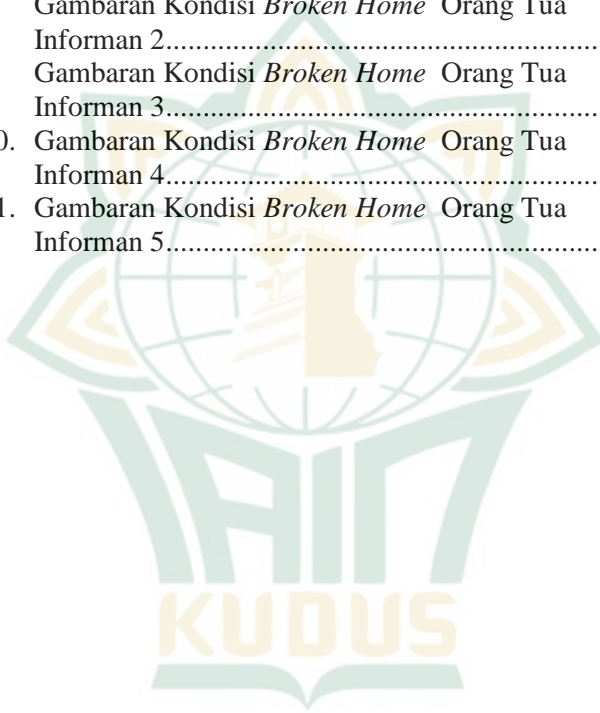 Gambaran Kondisi Broken Home Orang Tua
Informan 2..........................................................
Gambaran Kondisi Broken Home Orang Tua
Informan 3..........................................................
0. Gambaran Kondisi Broken Home Orang Tua
Informan 4..........................................................
1. Gambaran Kondisi Broken Home Orang Tua
Informan 5..........................................................
IAIN
KUDUS